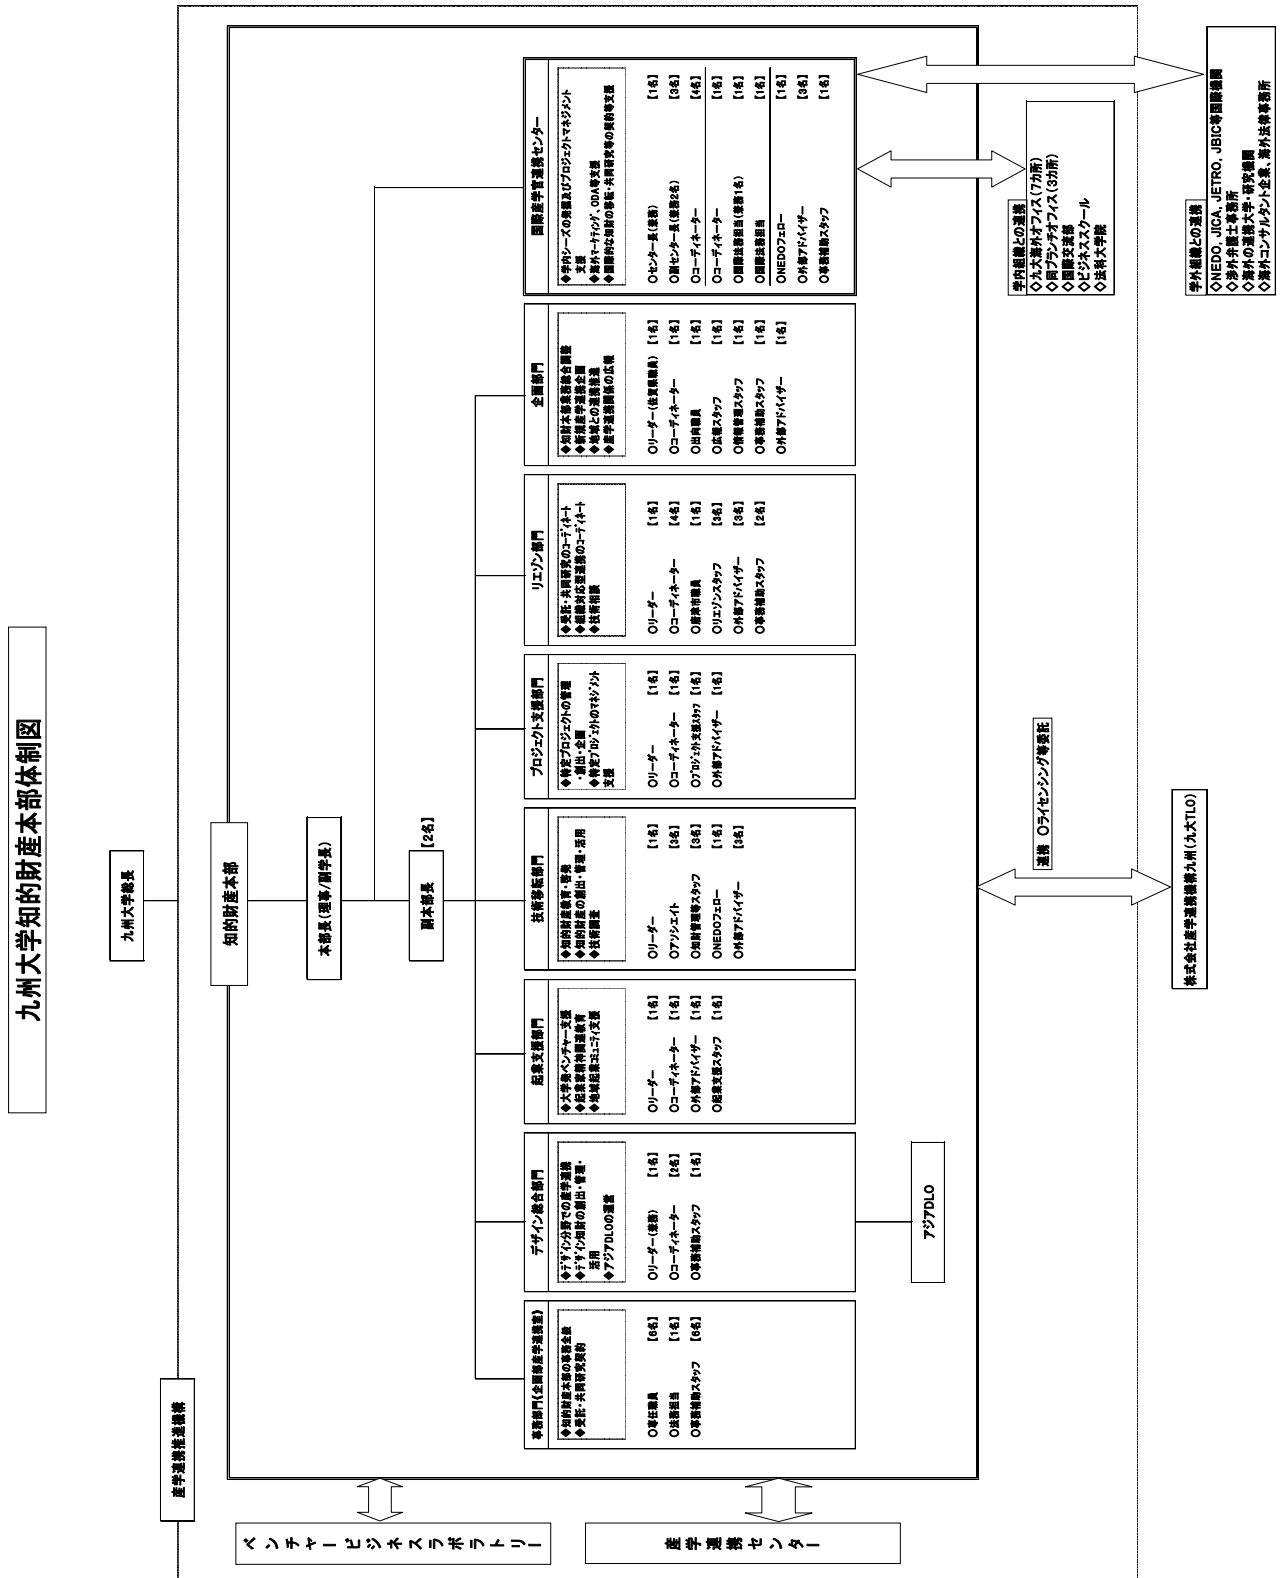 九州大学知的財産本部体制図
九州大学総長
産学連携推進機構
知的財産本部
本部長(理事/副学長)
副本部長
【2名】
事務部門(企画部産学連携室)
◆知的財産本部の事務全般
◆受託・共同研究契約
○専任職員 【6名】
○法務担当 【1名】
○事務補助スタッフ 【6名】
デザイン総合部門
◆デザイン分野での産学連携
◆デザイン知財の創出・管理・
活用
◆アジアDLOの運営
○リーダー(兼務) 【1名】
○コーディネーター 【2名】
○事務補助スタッフ 【1名】
アジアDLO
起業支援部門
◆大学発ベンチャー支援
◆起業家精神関連教育
◆地域起業コミュニティ支援
○リーダー 【1名】
○コーディネーター 【1名】
○外部アドバイザー 【1名】
○起業支援スタッフ 【1名】
技術移転部門
◆知的財産教育・啓発
◆知的財産の創出・管理・活用
◆技術調査
○リーダー 【1名】
○アソシエイト 【3名】
○知財管理等スタッフ 【3名】
○NEDOフェロー 【1名】
○外部アドバイザー 【3名】
プロジェクト支援部門
◆特定プロジェクトの管理
・創出・企画
◆特定プロジェクトのマネジメント
支援
○リーダー 【1名】
○コーディネーター 【1名】
○プロジェクト支援スタッフ 【1名】
○外部アドバイザー 【1名】
リエゾン部門
◆受託・共同研究のコーディネート
◆組織対応型連携のコーディネート
◆技術相談
○リーダー 【1名】
○コーディネーター 【4名】
○唐津市職員 【1名】
○リエゾンスタッフ 【3名】
○外部アドバイザー 【3名】
○事務補助スタッフ 【2名】
企画部門
◆知財本部業務総合調整
◆新規産学連携企画
◆地域との連携推進
◆産学連携関係の広報
○リーダー(佐賀県職員) 【1名】
○コーディネーター 【1名】
○出向職員 【1名】
○広報スタッフ 【1名】
○情報管理スタッフ 【1名】
○事務補助スタッフ 【1名】
○外部アドバイザー 【1名】
国際産学官連携センター
◆学内シーズの発掘及びプロジェクトマネジメント
支援
◆海外マーケティング、ODA等支援
◆国際的な知財の移転・共同研究等の契約等支援
○センター長(兼務) 【1名】
○副センター長(兼務2名) 【3名】
○コーディネーター 【4名】
○コーディネーター 【1名】
○国際法務担当(兼務1名) 【1名】
○国際法務担当 【1名】
○NEDOフェロー 【1名】
○外部アドバイザー 【3名】
○事務補助スタッフ 【1名】
学内組織との連携
◇九大海外オフィス(7カ所)
◇同ブランチオフィス(3カ所)
◇国際交流部
◇ビジネススクール
◇法科大学院
学外組織との連携
◇NEDO, JICA, JETRO, JBIC等国際機関
◇渉外弁護士事務所
◇海外の連携大学・研究機関
◇海外コンサルタント企業、海外法律事務所
連携 ○ライセンシング等委託
株式会社産学連携機構九州(九大TLO)
ベンチャービジネスラボラトリー
産学連携センター